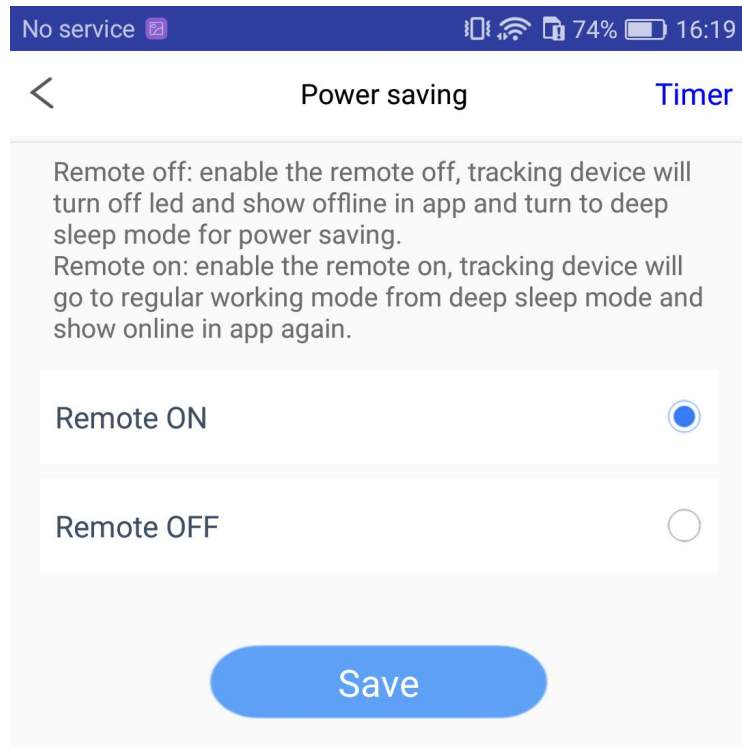 No service 74% 16:19
Power saving Timer
Remote off: enable the remote off, tracking device will
turn off led and show offline in app and turn to deep
sleep mode for power saving.
Remote on: enable the remote on, tracking device will
go to regular working mode from deep sleep mode and
show online in app again.
Remote ON
Remote OFF
Save